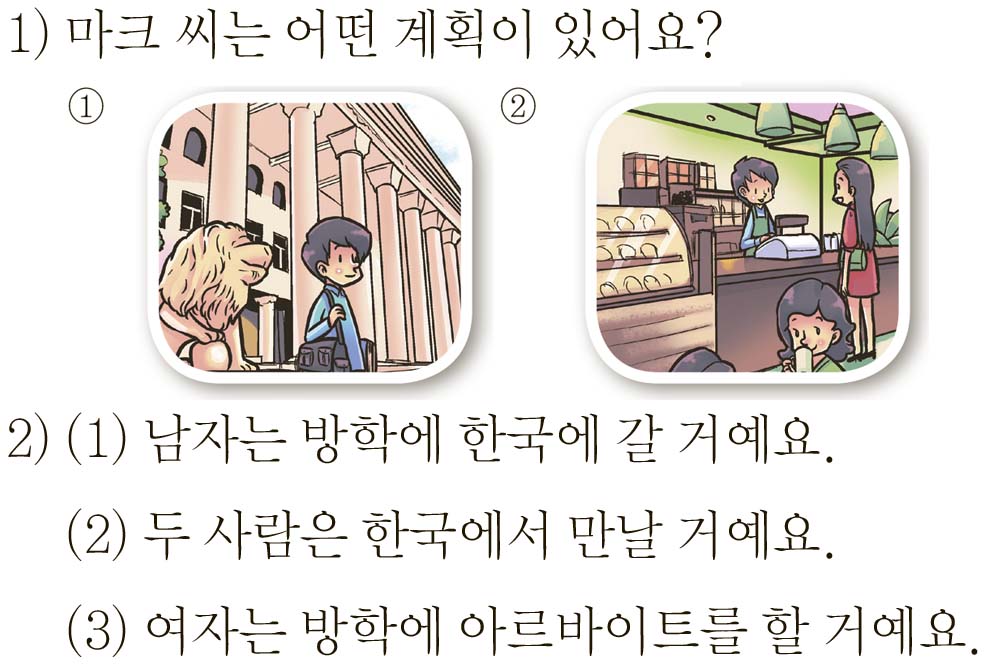 1) 마크 씨는 어떤 계획이 있어요?
① ②
2) (1) 남자는 방학에 한국에 갈 거예요.
(2) 두 사람은 한국에서 만날 거예요.
(3) 여자는 방학에 아르바이트를 할 거예요.